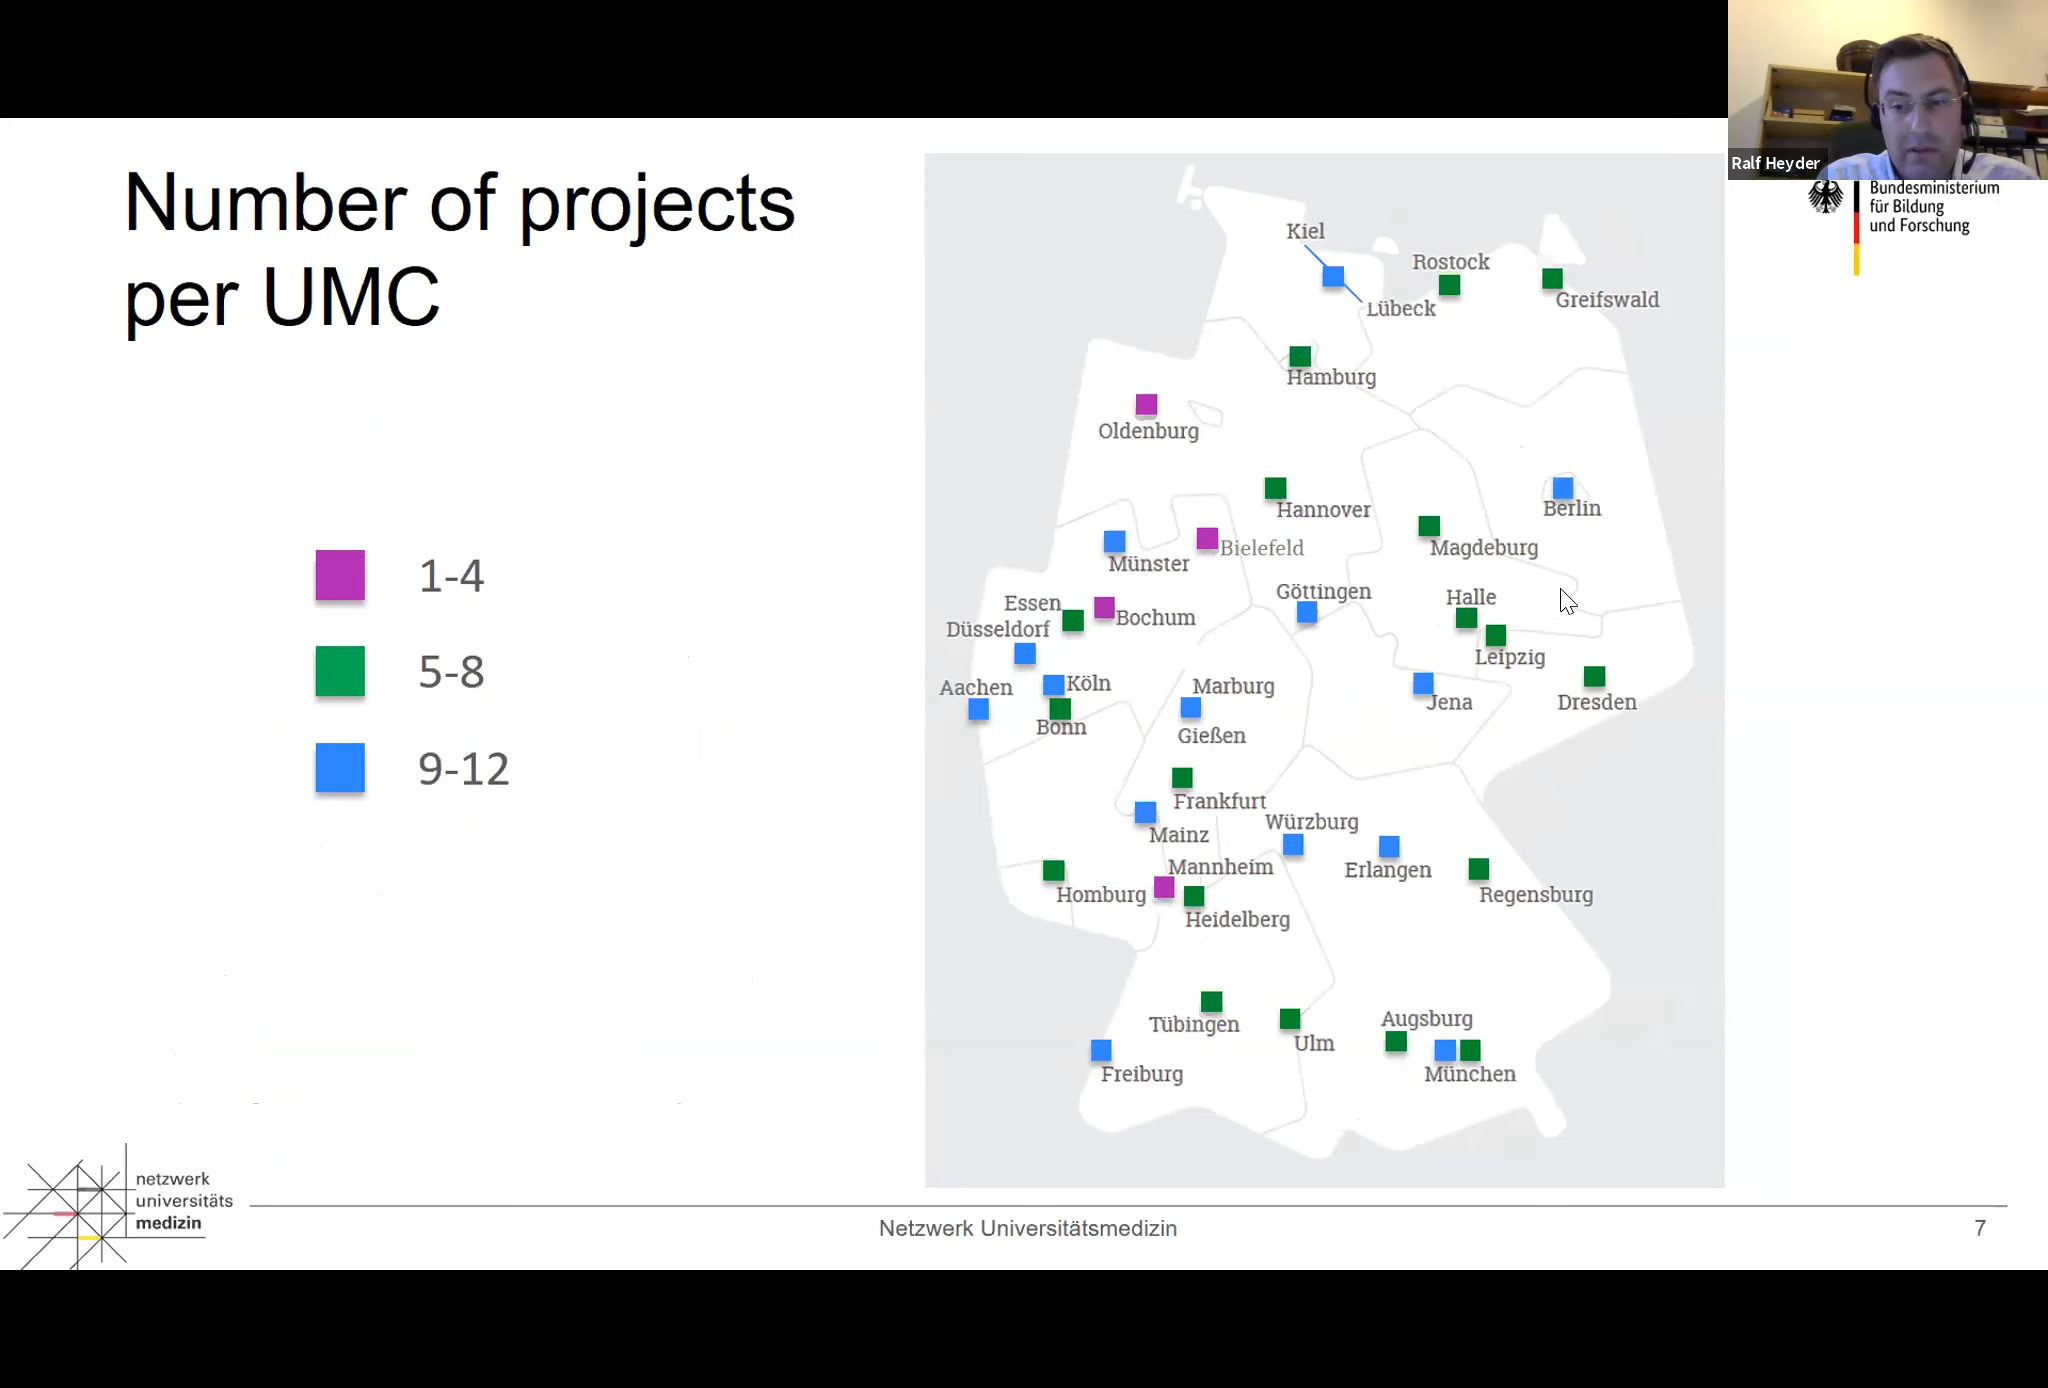 Ralf Heyder
Bundesministerium
für Bildung
und Forschung
Number of projects
per UMC
1-4
5-8
9-12
Kiel
Rostock
Lübeck
Greifswald
Hamburg
Oldenburg
Hannover
Berlin
Magdeburg
Bielefeld
Münster
Göttingen
Essen
Bochum
Halle
Düsseldorf
Leipzig
Aachen
Köln
Marburg
Jena
Dresden
Bonn
Gießen
Frankfurt
Würzburg
Mainz
Mannheim
Erlangen
Homburg
Regensburg
Heidelberg
Tübingen
Augsburg
Ulm
Freiburg
München
netzwerk
universitäts
medizin
Netzwerk Universitätsmedizin
7